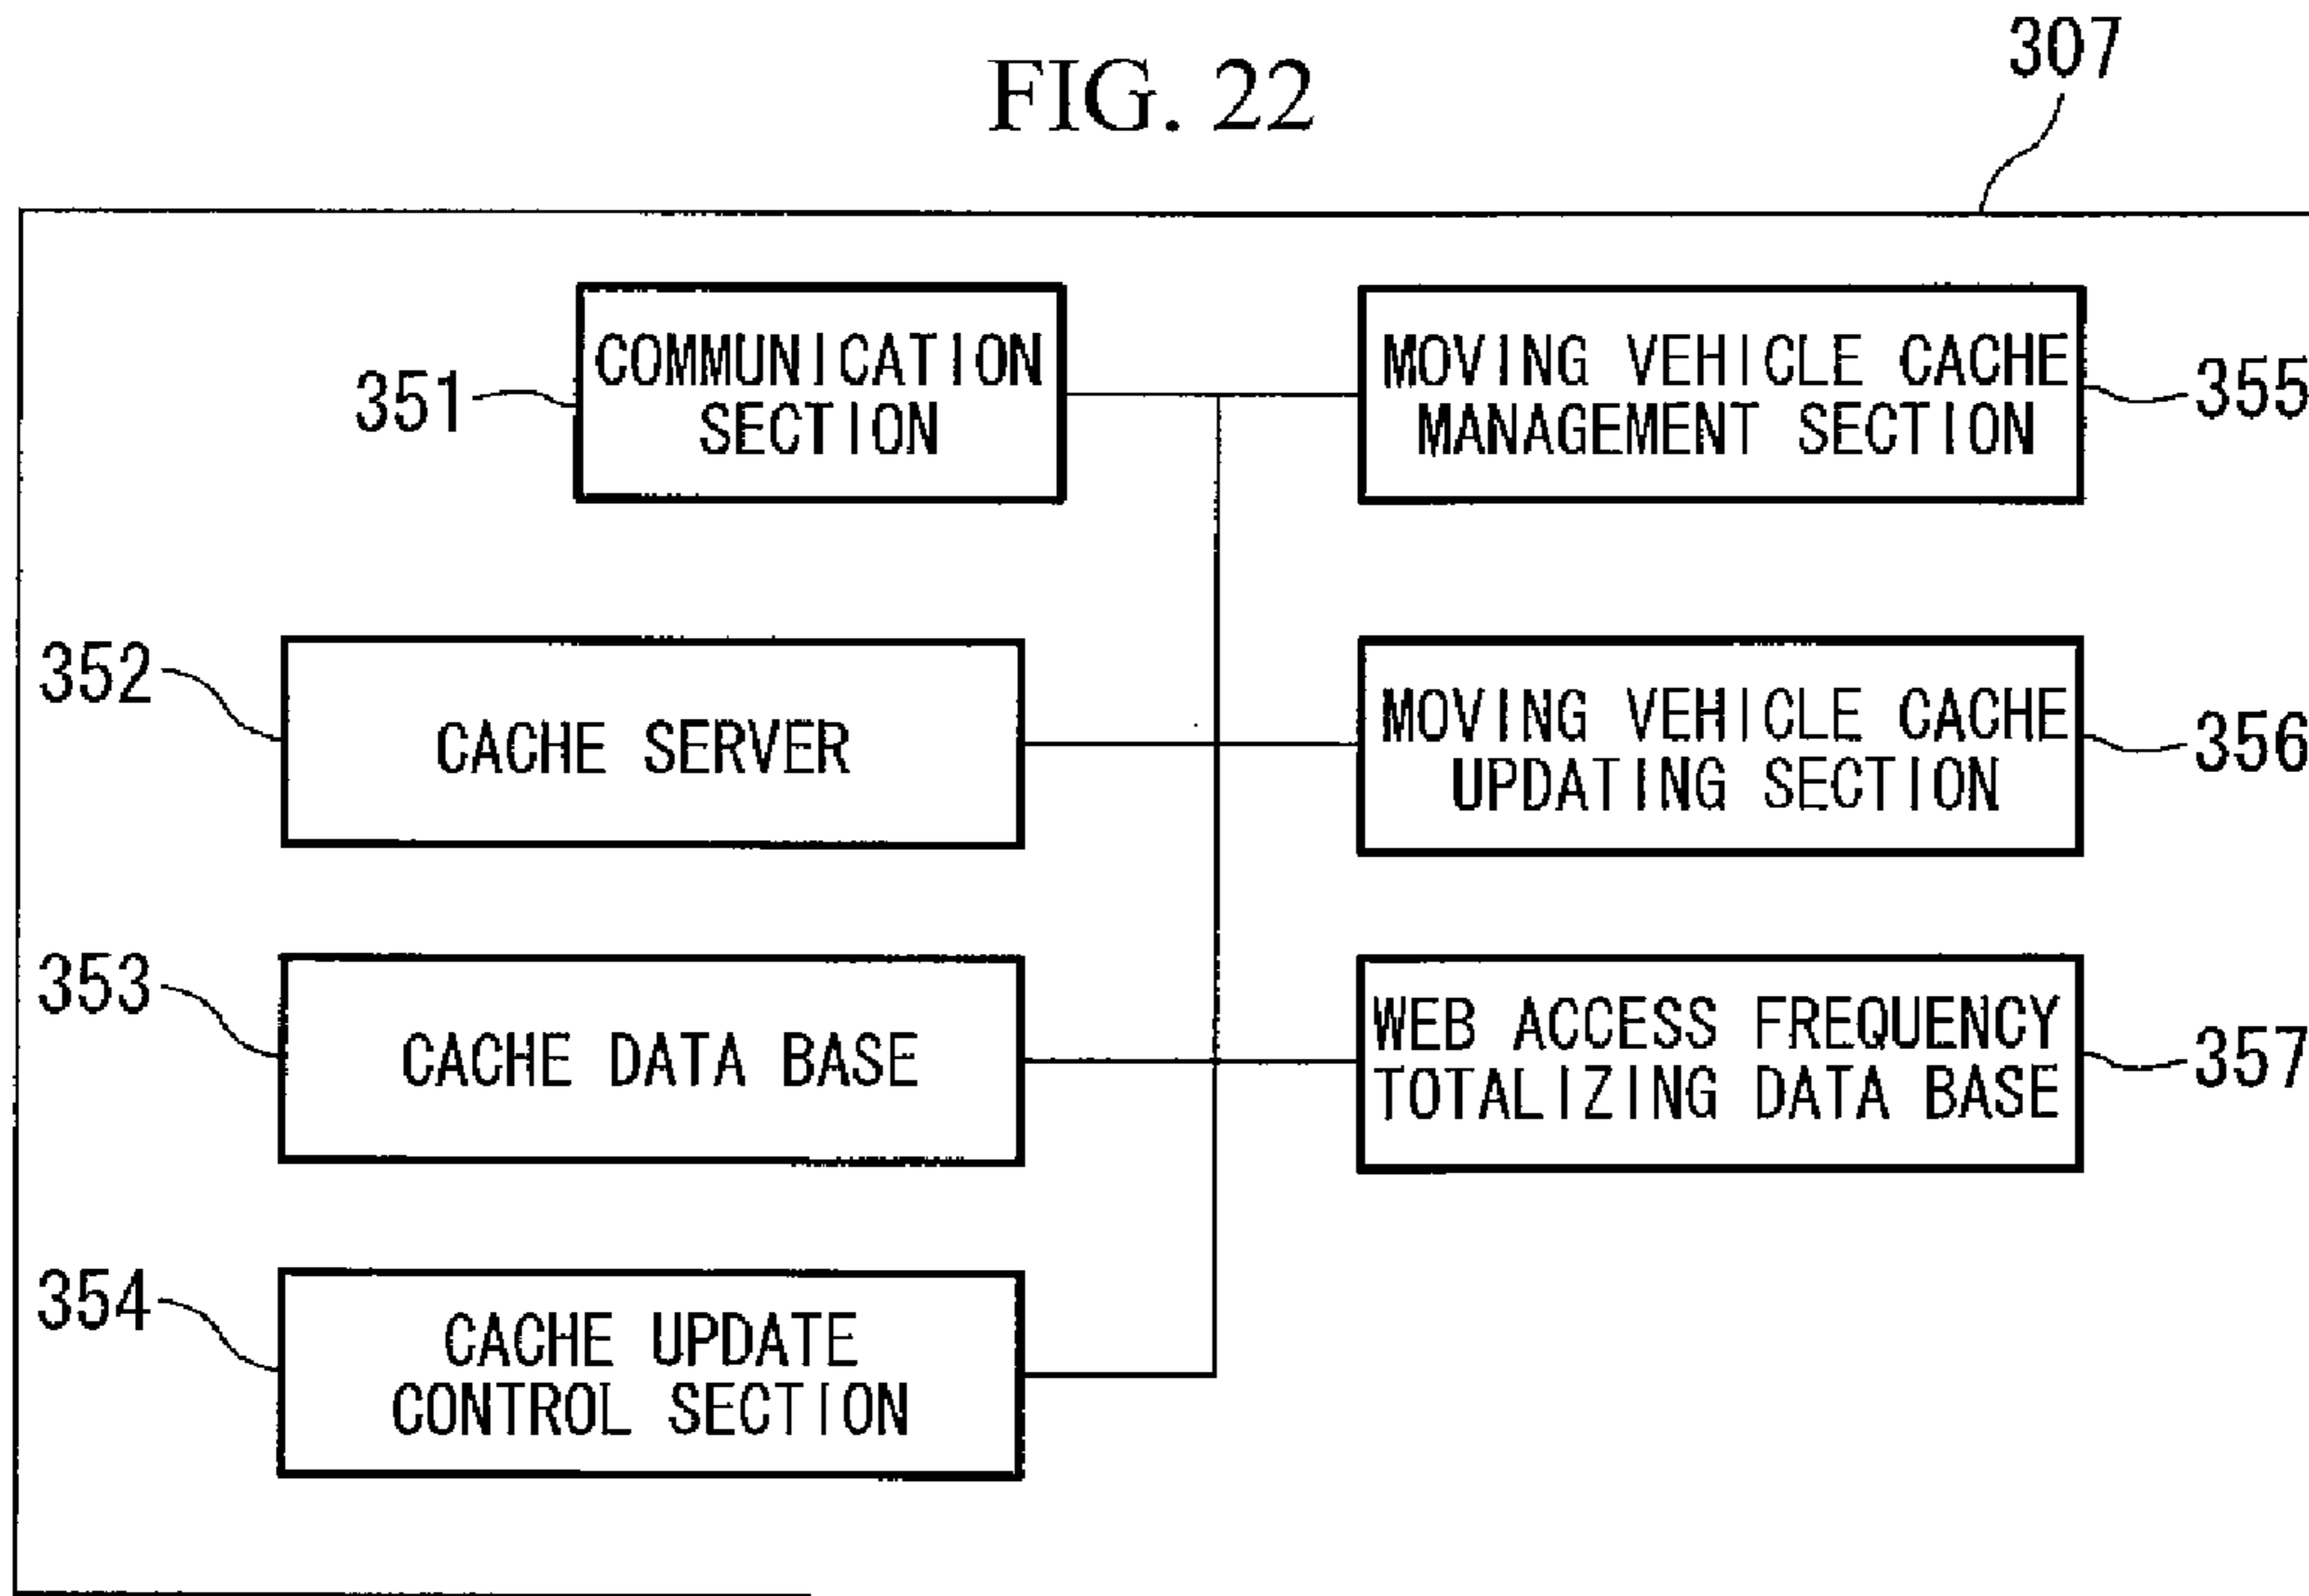 FIG. 22
307
351
COMMUNICATION
SECTION
MOVING VEHICLE CACHE
MANAGEMENT SECTION
355
352
CACHE SERVER
MOVING VEHICLE CACHE
UPDATING SECTION
356
353
CACHE DATA BASE
WEB ACCESS FREQUENCY
TOTALIZING DATA BASE
357
354
CACHE UPDATE
CONTROL SECTION